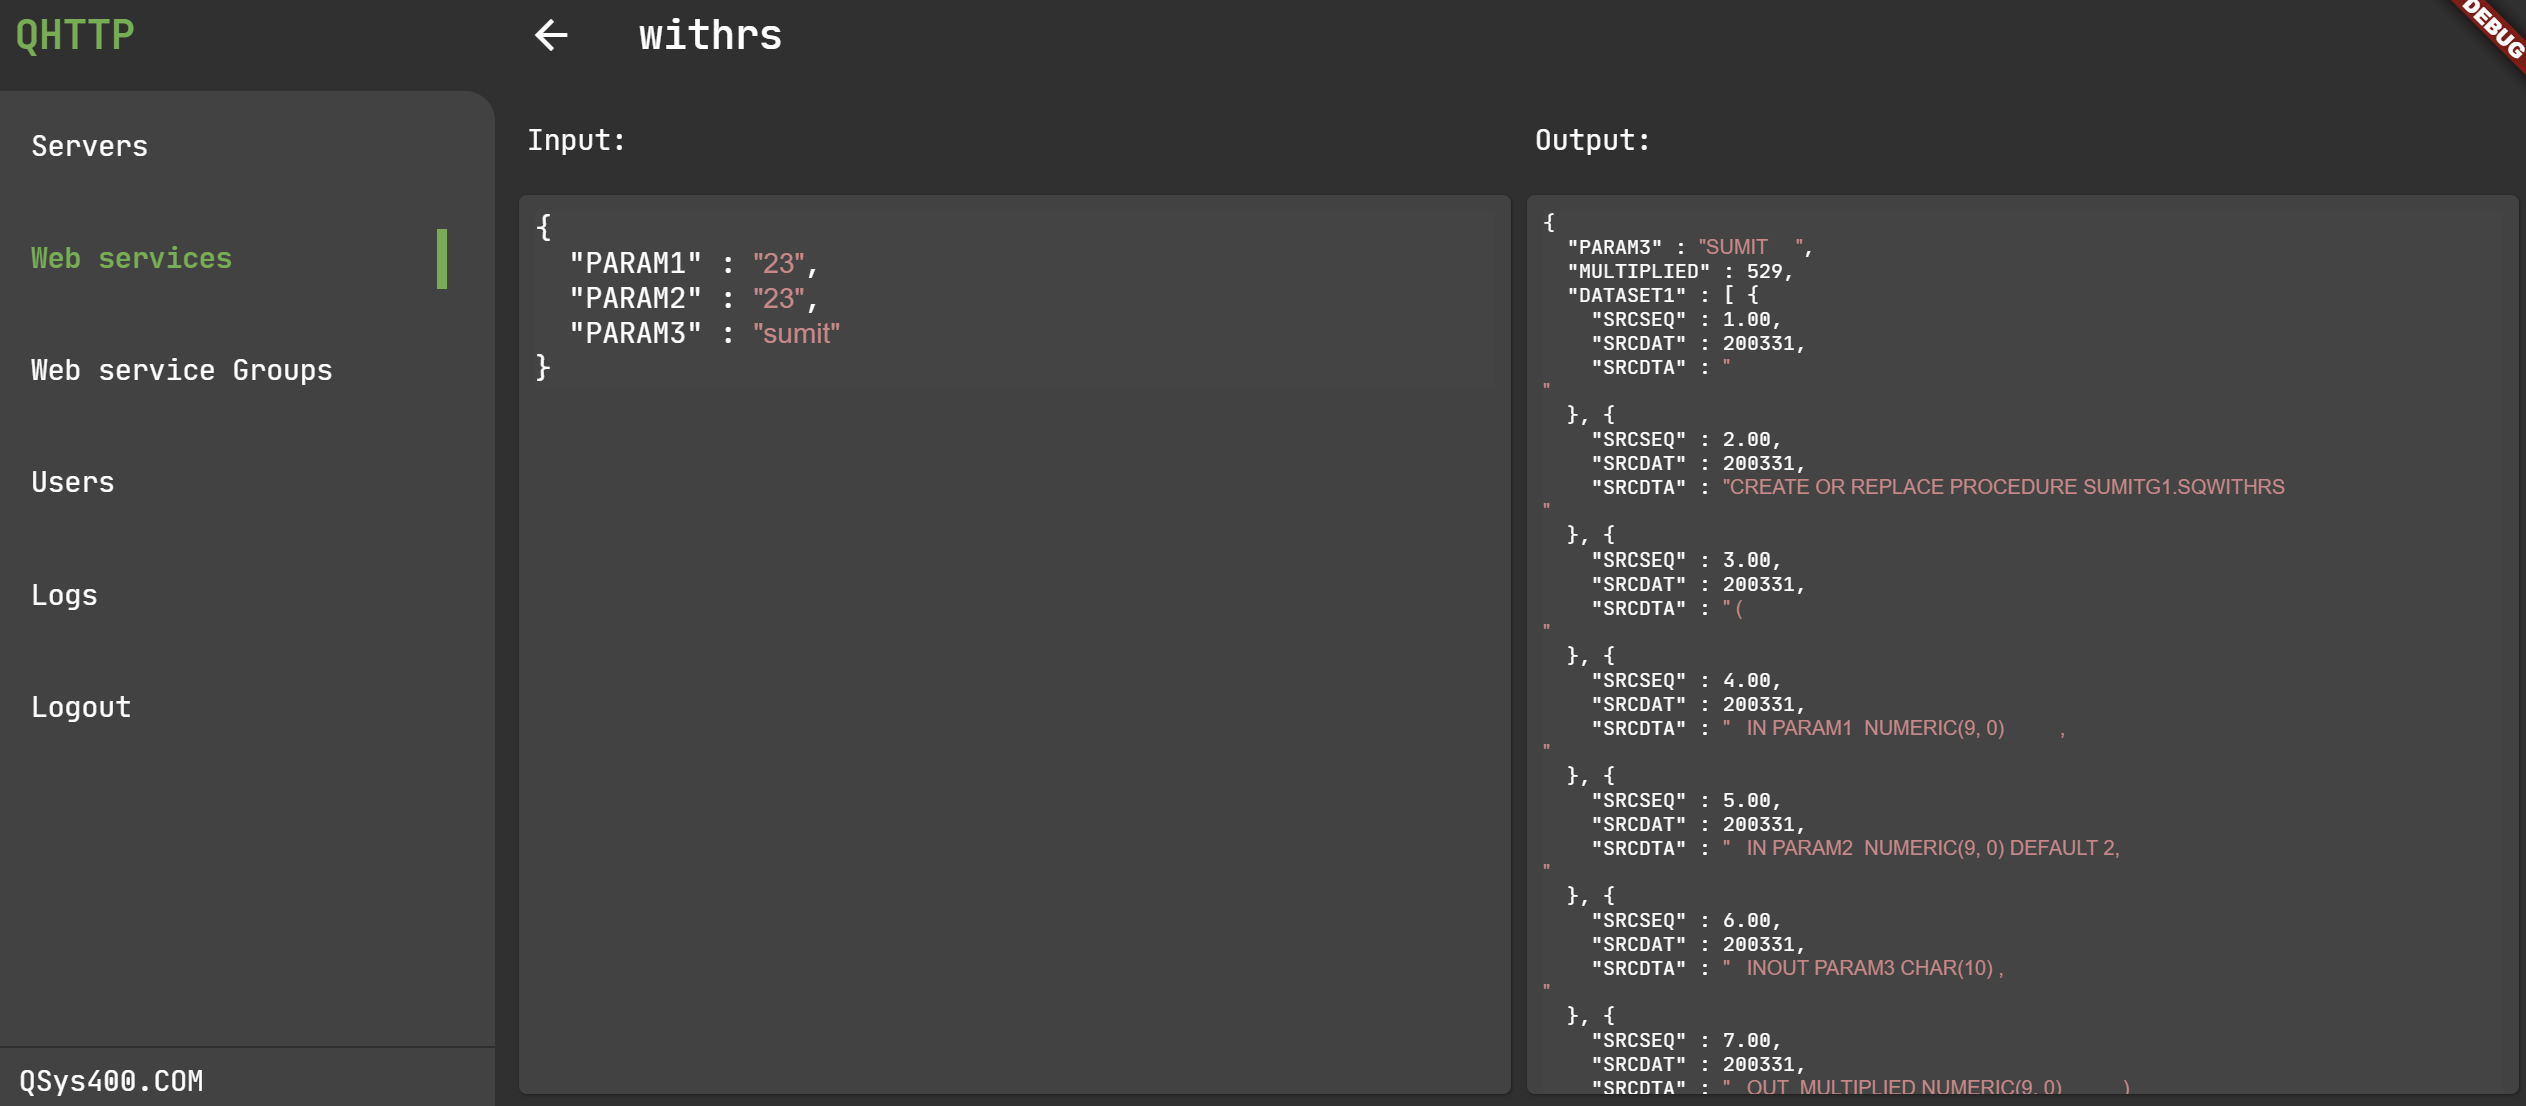 QHTTP
withrs
DEBUG
Servers
Web services
Web service Groups
Users
Logs
Logout
QSys400.COM
Input:
{
  "PARAM1" : "23",
  "PARAM2" : "23",
  "PARAM3" : "sumit"
}
Output:
{
  "PARAM3" : "SUMIT     ",
  "MULTIPLIED" : 529,
  "DATASET1" : [ {
    "SRCSEQ" : 1.00,
    "SRCDAT" : 200331,
    "SRCDTA" : "
"
  }, {
    "SRCSEQ" : 2.00,
    "SRCDAT" : 200331,
    "SRCDTA" : "CREATE OR REPLACE PROCEDURE SUMITG1.SQWITHRS
"
  }, {
    "SRCSEQ" : 3.00,
    "SRCDAT" : 200331,
    "SRCDTA" : " (
"
  }, {
    "SRCSEQ" : 4.00,
    "SRCDAT" : 200331,
    "SRCDTA" : "   IN PARAM1  NUMERIC(9, 0)          ,
"
  }, {
    "SRCSEQ" : 5.00,
    "SRCDAT" : 200331,
    "SRCDTA" : "   IN PARAM2  NUMERIC(9, 0) DEFAULT 2,
"
  }, {
    "SRCSEQ" : 6.00,
    "SRCDAT" : 200331,
    "SRCDTA" : "   INOUT PARAM3 CHAR(10) ,
"
  }, {
    "SRCSEQ" : 7.00,
    "SRCDAT" : 200331,
    "SRCDTA" : "   OUT  MULTIPLIED NUMERIC(9, 0)           )